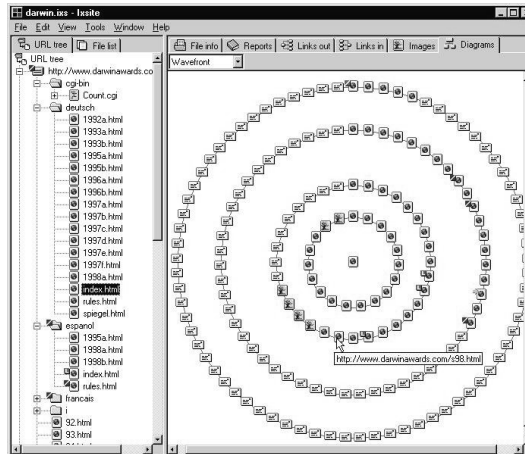 darwin.ixs - Ixsite
File Edit View Tools Window Help
URL tree File list
File info Reports Links out Links in Images Diagrams
URL tree
Wavefront
http://www.darwinawards.co
cgi-bin
Count.cgi
deutsch
1992a.html
1993a.html
1993b.html
1995a.html
1995b.html
1996a.html
1996b.html
1997a.html
1997b.html
1997c.html
1997d.html
1997e.html
1997f.html
1998a.html
index.html
rules.html
spiegel.html
espanol
1995a.html
1998a.html
1998b.html
index.html
rules.html
francais
i
92.html
93.html
http://www.darwinawards.com/s98.html